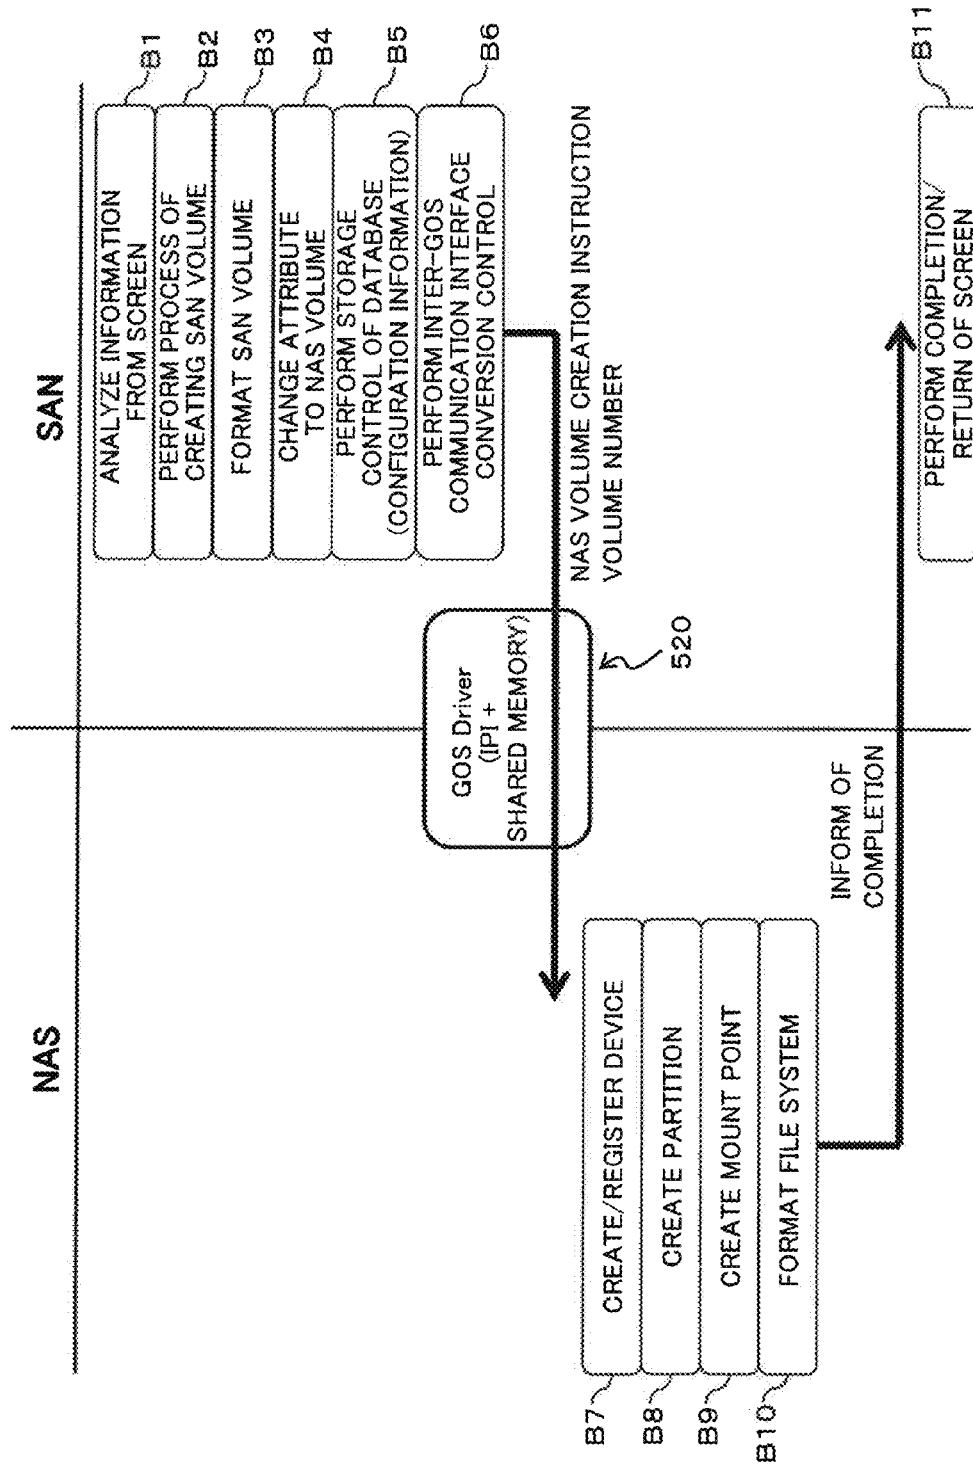 NAS
SAN
ANALYZE INFORMATION
FROM SCREEN
B1
PERFORM PROCESS OF
CREATING SAN VOLUME
B2
FORMAT SAN VOLUME
B3
CHANGE ATTRIBUTE
TO NAS VOLUME
B4
PERFORM STORAGE
CONTROL OF DATABASE
(CONFIGURATION INFORMATION)
B5
PERFORM INTER-GOS
COMMUNICATION INTERFACE
CONVERSION CONTROL
B6
GOS Driver
(IPI +
SHARED MEMORY)
520
NAS VOLUME CREATION INSTRUCTION
VOLUME NUMBER
B7
CREATE/REGISTER DEVICE
B8
CREATE PARTITION
B9
CREATE MOUNT POINT
B10
FORMAT FILE SYSTEM
INFORM OF
COMPLETION
PERFORM COMPLETION/
RETURN OF SCREEN
B11